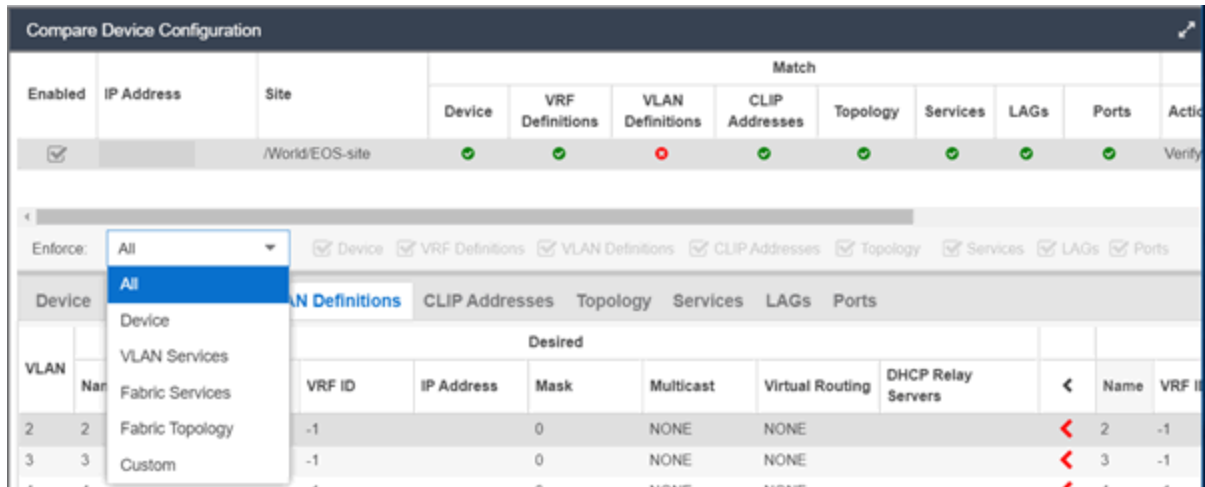 Compare Device Configuration
Match
Enabled IP Address Site Device VRF Definitions VLAN Definitions CLIP Addresses Topology Services LAGs Ports
/World/EOS-site Verify
Enforce: All Device VRF Definitions VLAN Definitions CLIP Addresses Topology Services LAGs Ports
All
Device Definitions CLIP Addresses Topology Services LAGs Ports
Device
Desired
VLAN Services
VLAN VRF ID IP Address Mask Multicast Virtual Routing DHCP Relay Servers Name
Fabric Services
2 2 -1 0 NONE NONE 2 -1
Fabric Topology
3 3 -1 0 NONE NONE 3 -1
Custom